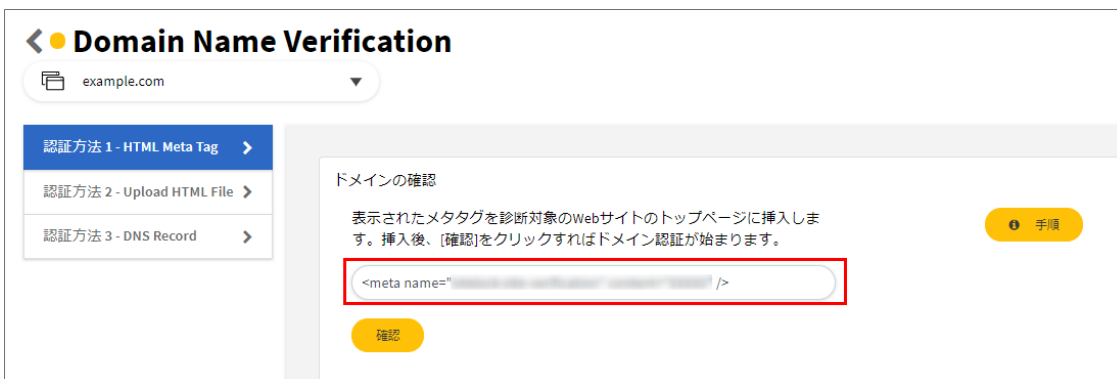 Domain Name Verification
example.com
認証方法 1 - HTML Meta Tag
認証方法 2 - Upload HTML File
認証方法 3 - DNS Record
ドメインの確認
表示されたメタタグを診断対象のWebサイトのトップページに挿入しま
す。挿入後、[確認]をクリックすればドメイン認証が始まります。
手順
<meta name=" " />
確認